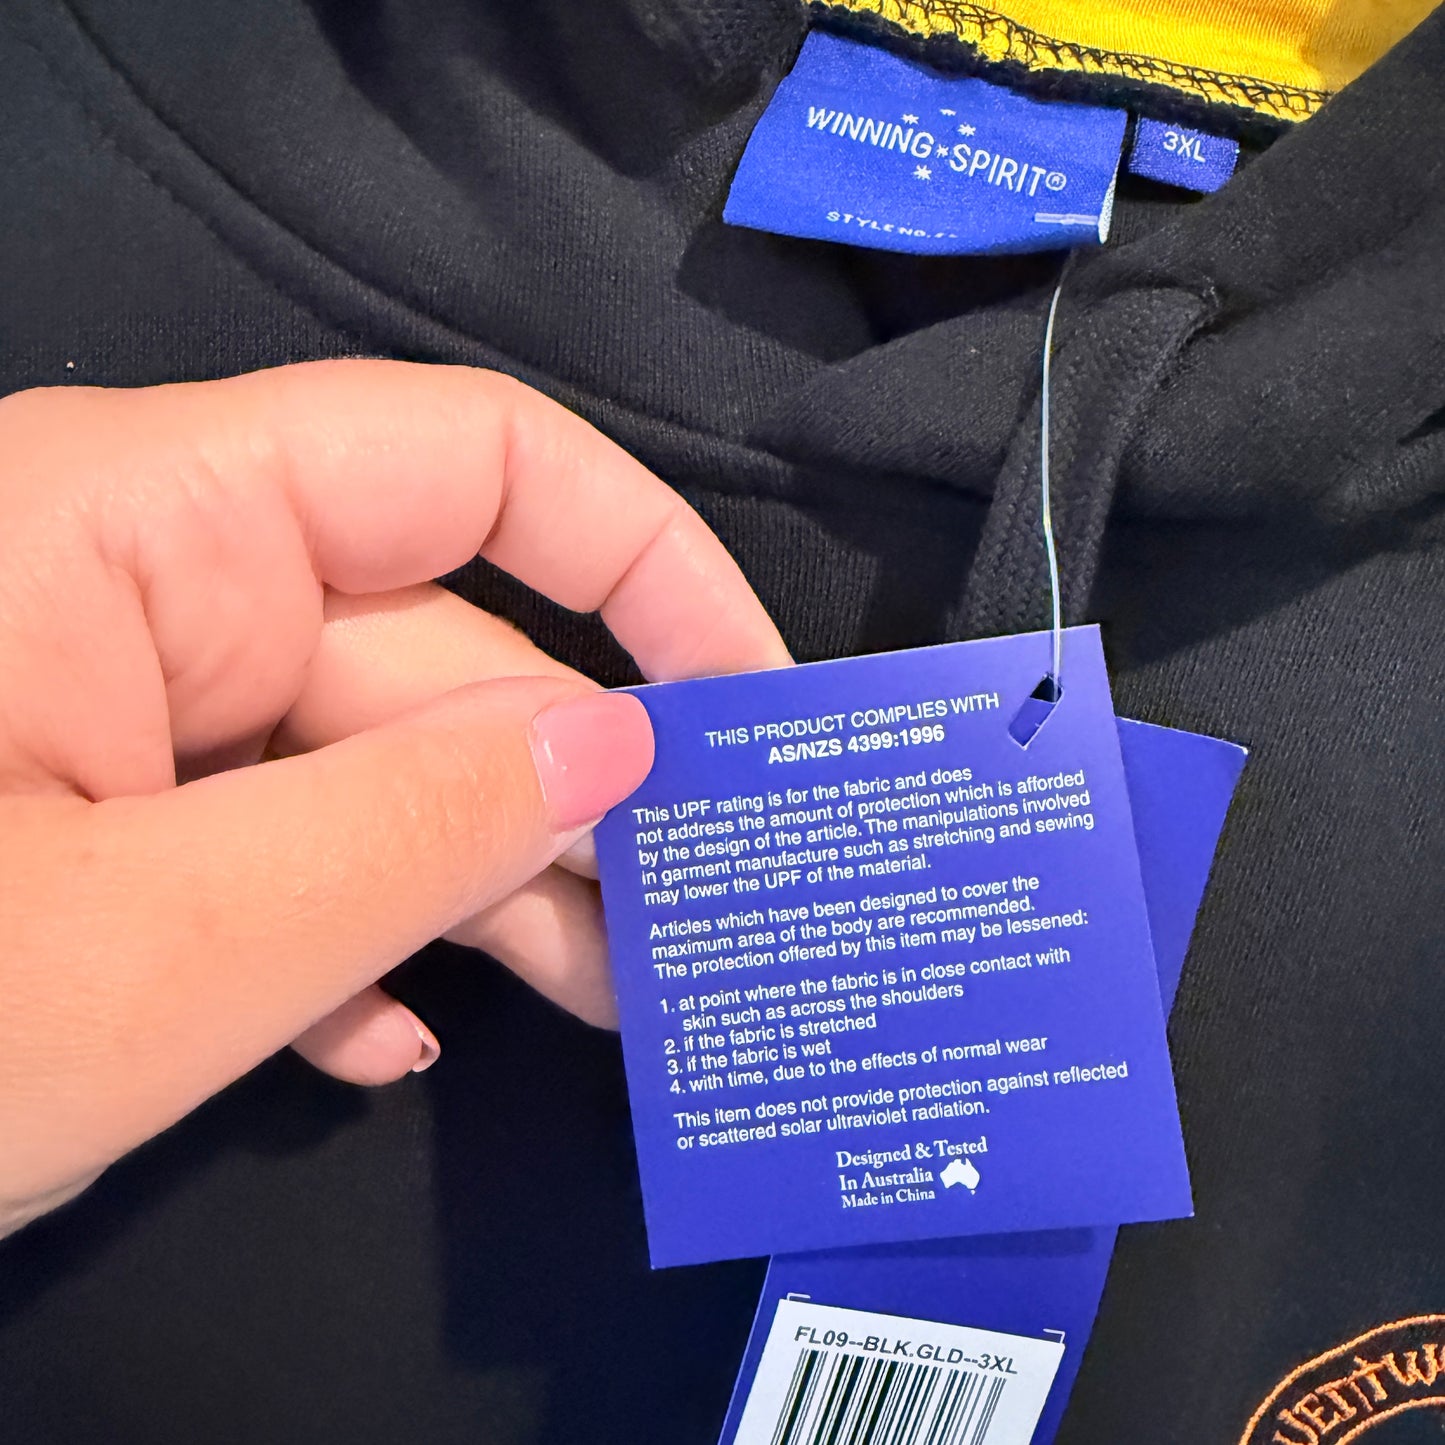 WINNING SPIRIT®
3XL
STYLE NO.
THIS PRODUCT COMPLIES WITH
AS/NZS 4399:1996
This UPF rating is for the fabric and does
not address the amount of protection which is afforded
by the design of the article. The manipulations involved
in garment manufacture such as stretching and sewing
may lower the UPF of the material.
Articles which have been designed to cover the
maximum area of the body are recommended.
The protection offered by this item may be lessened:
1. at point where the fabric is in close contact with
skin such as across the shoulders
2. if the fabric is stretched
3. if the fabric is wet
4. with time, due to the effects of normal wear
This item does not provide protection against reflected
or scattered solar ultraviolet radiation.
Designed & Tested
In Australia
Made in China
FL09--BLK.GLD--3XL